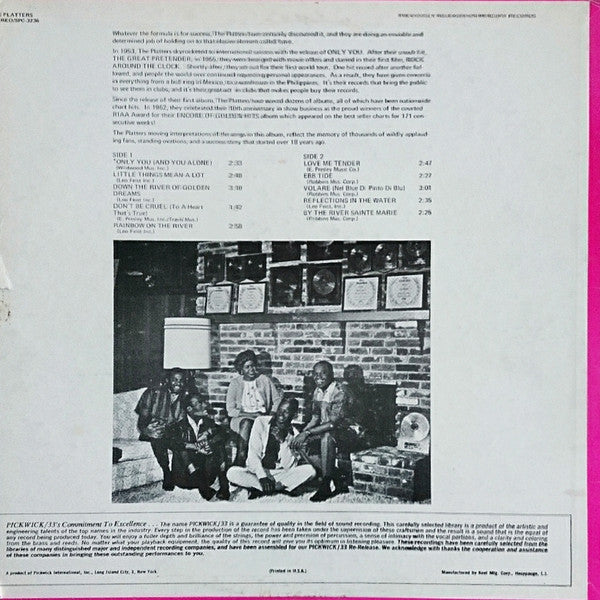 PLATTERS
SPC-3236
Whatever the formula is for success, The Platters have certainly discovered it, and they are doing an enviable and
determined job of holding on to that elusive dream called fame.
In 1953, The Platters skyrocketed to international success with the release of ONLY YOU. After their smash hit,
THE GREAT PRETENDER, in 1955, they were besieged with movie offers and starred in their first film, ROCK
AROUND THE CLOCK. Shortly after, they set out for their first world tour. One hit record after another fol-
lowed, and people the world over continued requesting personal appearances. As a result, they have given concerts
in everything from a bull ring in Mexico, to a warehouse in the Philippines. It's their records that bring the public
to see them in clubs, and it's their great act in clubs that makes people buy their records.
Since the release of their first album, The Platters have waxed dozens of albums, all of which have been nationwide
chart hits. In 1962, they celebrated their 10th anniversary in show business as the proud winners of the coveted
RIAA Award for their ENCORE OF GOLDEN HITS album which appeared on the best seller charts for 171 con-
secutive weeks!
The Platters moving interpretations of the songs in this album, reflect the memory of thousands of wildly applaud-
ing fans, standing ovations, and a success story that started over 18 years ago.
SIDE 1
*ONLY YOU (AND YOU ALONE) 2:33
(Wildwood Mus. Inc.)
LITTLE THINGS MEAN A LOT 2:48
(Leo Feist, Inc.)
DOWN THE RIVER OF GOLDEN
DREAMS
(Leo Feist Inc.)
DON'T BE CRUEL (To A Heart
That's True)
(E. Presley Mus. Inc./Travis Mus.)
RAINBOW ON THE RIVER 2:58
(Leo Feist Inc.)
SIDE 2
LOVE ME TENDER 2:47
(E. Presley Music Co.)
EBB TIDE 2:27
(Robbins Mus. Corp.)
VOLARE (Nel Blue Di Pinto Di Blu) 3:01
(Robbins Mus. Corp.)
REFLECTIONS IN THE WATER 2:35
(Leo Feist, Inc.)
BY THE RIVER SAINTE MARIE 2:25
(Robbins Mus. Corp.)
PICKWICK/33's Commitment To Excellence . . . The name PICKWICK/33 is a guarantee of quality in the field of sound recording. This carefully selected library is a product of the artistic and
engineering talents of the top names in the industry. Every step in the production of the record has been taken under the supervision of these craftsmen and the result is a sound that is the equal of
any record being produced today. You will enjoy a fuller depth and brilliance of the strings, the power and precision of percussion, a sense of intimacy with the vocal portions, and a clarity and coloring
from the brass and reeds. No matter what your playback equipment, the quality of this record will give you its optimum in listening pleasure. These recordings have been carefully selected from the
libraries of many distinguished major and independent recording companies, and have been assembled for our PICKWICK/33 Re-Release. We acknowledge with thanks the cooperation and assistance
of these companies in bringing these outstanding performances to you.
A product of Pickwick International, Inc., Long Island City, 1, New York.
(Printed in U.S.A.)
Manufactured by Keel Mfg. Corp. Hauppauge, L.I.